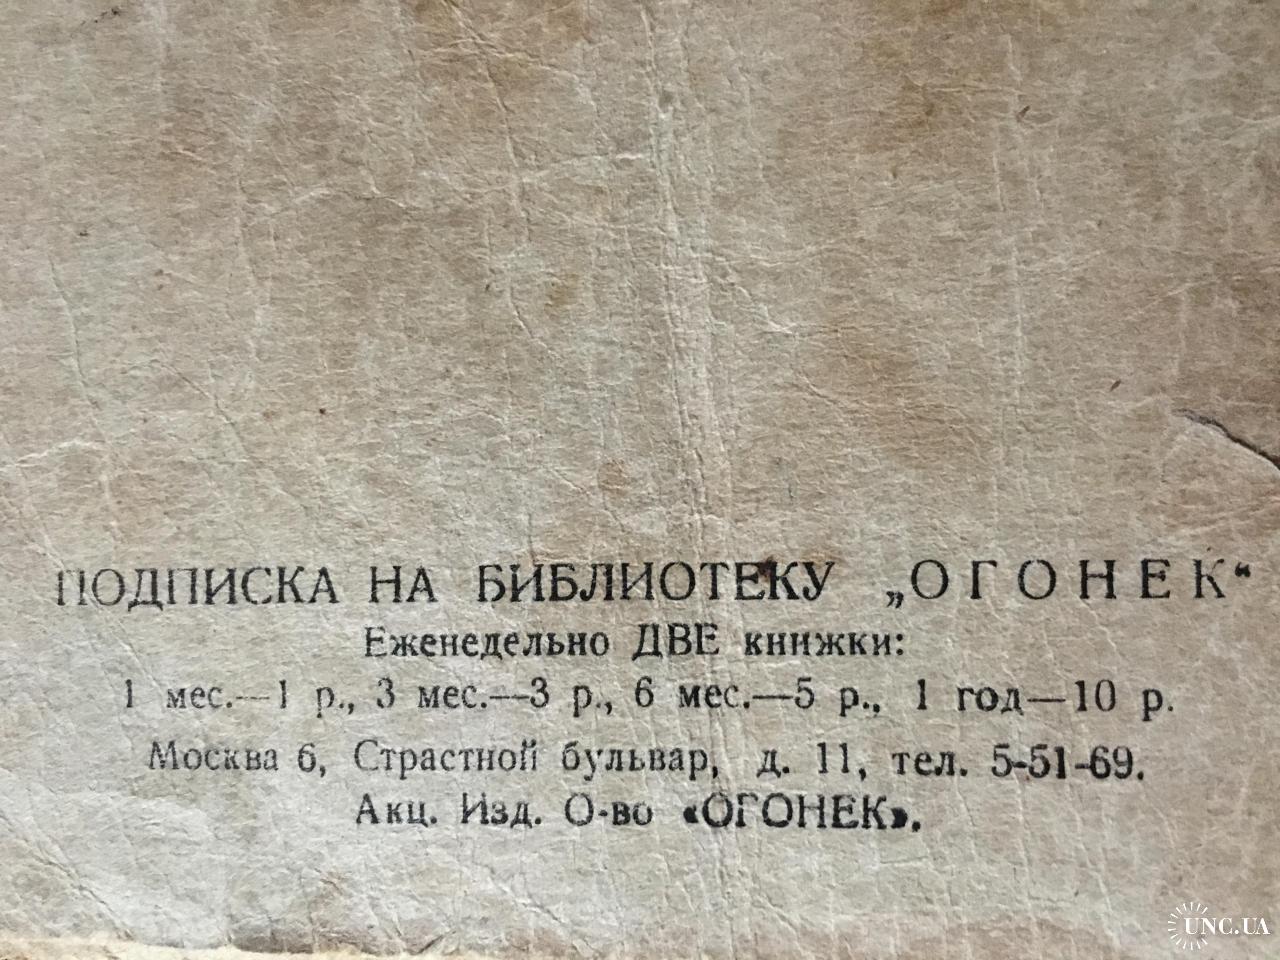 ПОДПИСКА НА БИБЛИОТЕКУ „ОГОНЕК“
Еженедельно ДВЕ книжки:
1 мес.—1 р., 3 мес.—3 р., 6 мес.—5 р., 1 год—10 р.
Москва 6, Страстной бульвар, д. 11, тел. 5-51-69.
Акц. Изд. О-во «ОГОНЕК».
UNC.UA